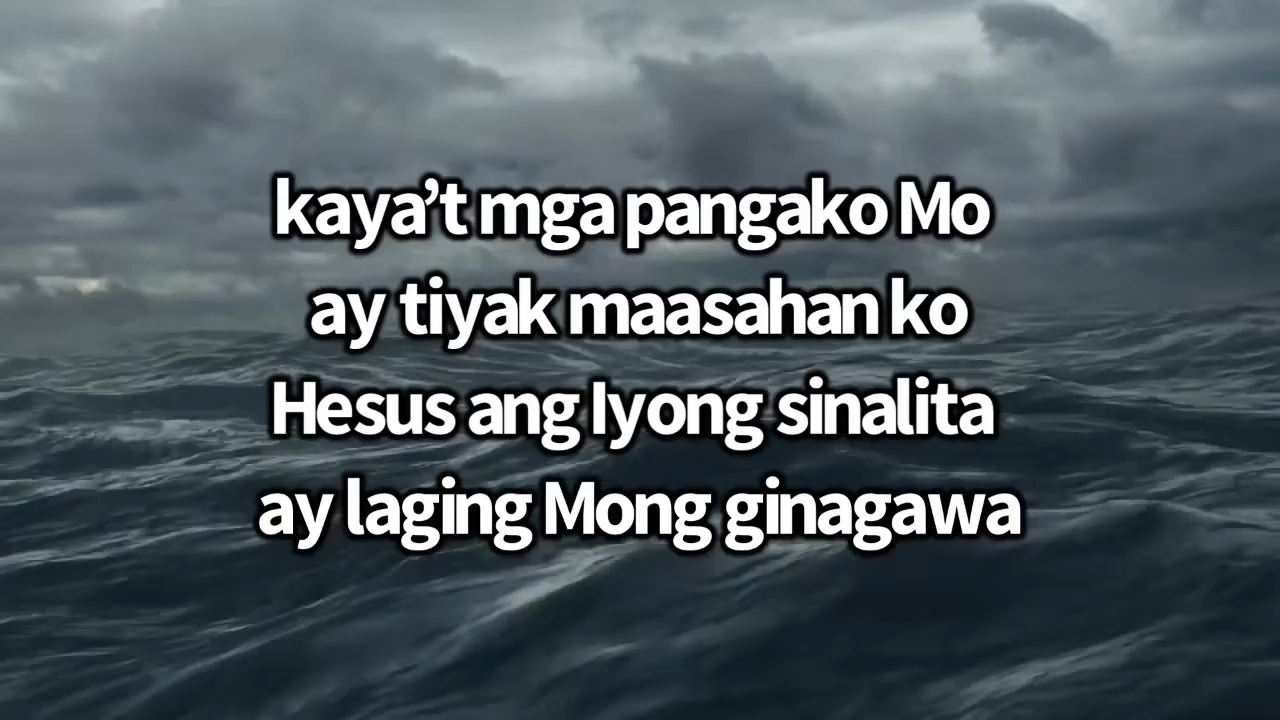 kaya’t mga pangako Mo
ay tiyak maasahan ko
Hesus ang Iyong sinalita
ay laging Mong ginagawa